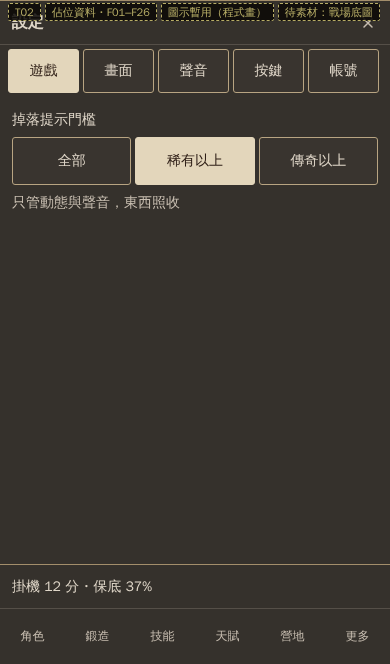 T02 佔位資料・F01–F26 圖示暫用（程式畫） 待素材：戰場底圖
設定 ×
遊戲 畫面 聲音 按鍵 帳號
掉落提示門檻
全部 稀有以上 傳奇以上
只管動態與聲音，東西照收
掛機 12 分・保底 37%
角色 鍛造 技能 天賦 營地 更多